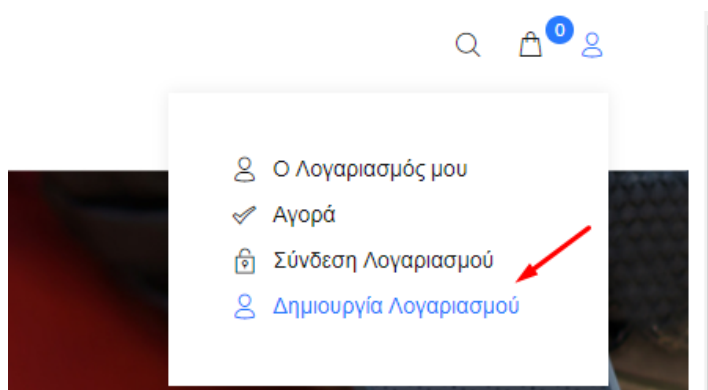 0
Ο Λογαριασμός μου
Αγορά
Σύνδεση Λογαριασμού
Δημιουργία Λογαριασμού